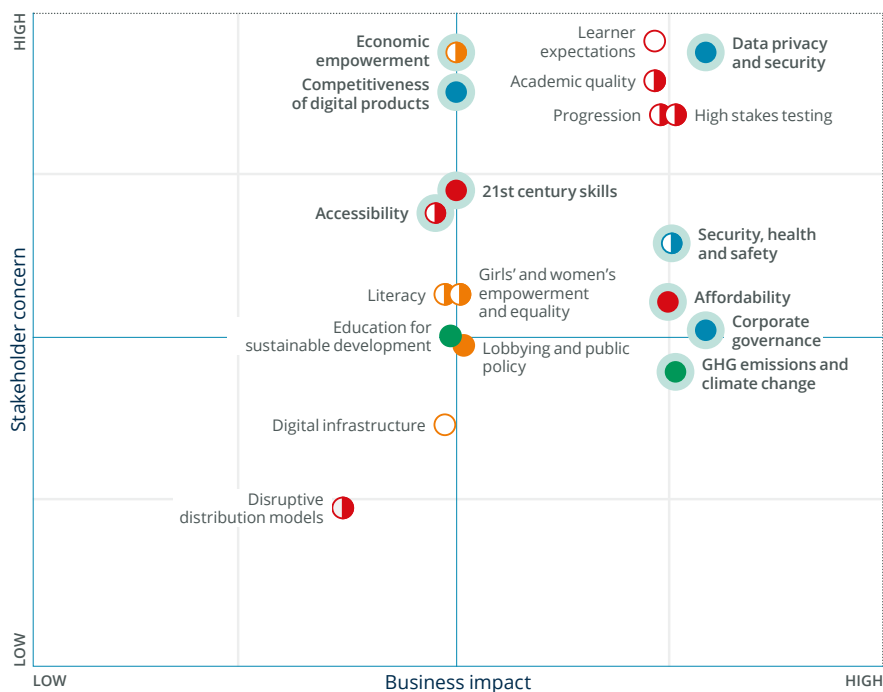 HIGH
Economic
empowerment
Learner
expectations
Data privacy
and security
Competitiveness
of digital products
Academic quality
Progression
High stakes testing
21st century skills
Accessibility
Security, health
and safety
Literacy
Girls’ and women’s
empowerment
and equality
Affordability
Education for
sustainable development
Corporate
governance
Lobbying and public
policy
GHG emissions and
climate change
Stakeholder concern
Digital infrastructure
Disruptive
distribution models
LOW
LOW
Business impact
HIGH